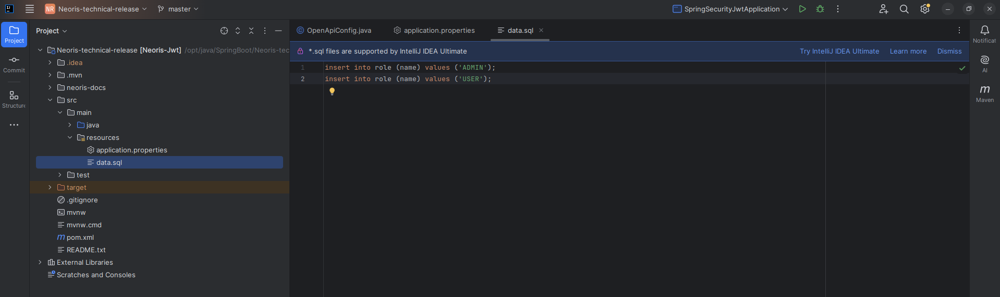 NR Neoris-technical-release master SpringSecurityJwtApplication
Project
Commit
Structure
Project
Neoris-technical-release [Neoris-Jwt] /opt/java/SpringBoot/Neoris-tec
.idea
.mvn
neoris-docs
src
main
java
resources
application.properties
data.sql
test
target
.gitignore
mvnw
mvnw.cmd
pom.xml
README.txt
External Libraries
Scratches and Consoles
OpenApiConfig.java application.properties data.sql
*.sql files are supported by IntelliJ IDEA Ultimate Try IntelliJ IDEA Ultimate Learn more Dismiss
1 insert into role (name) values ('ADMIN');
2 insert into role (name) values ('USER');
Notificat
AI
m
Maven